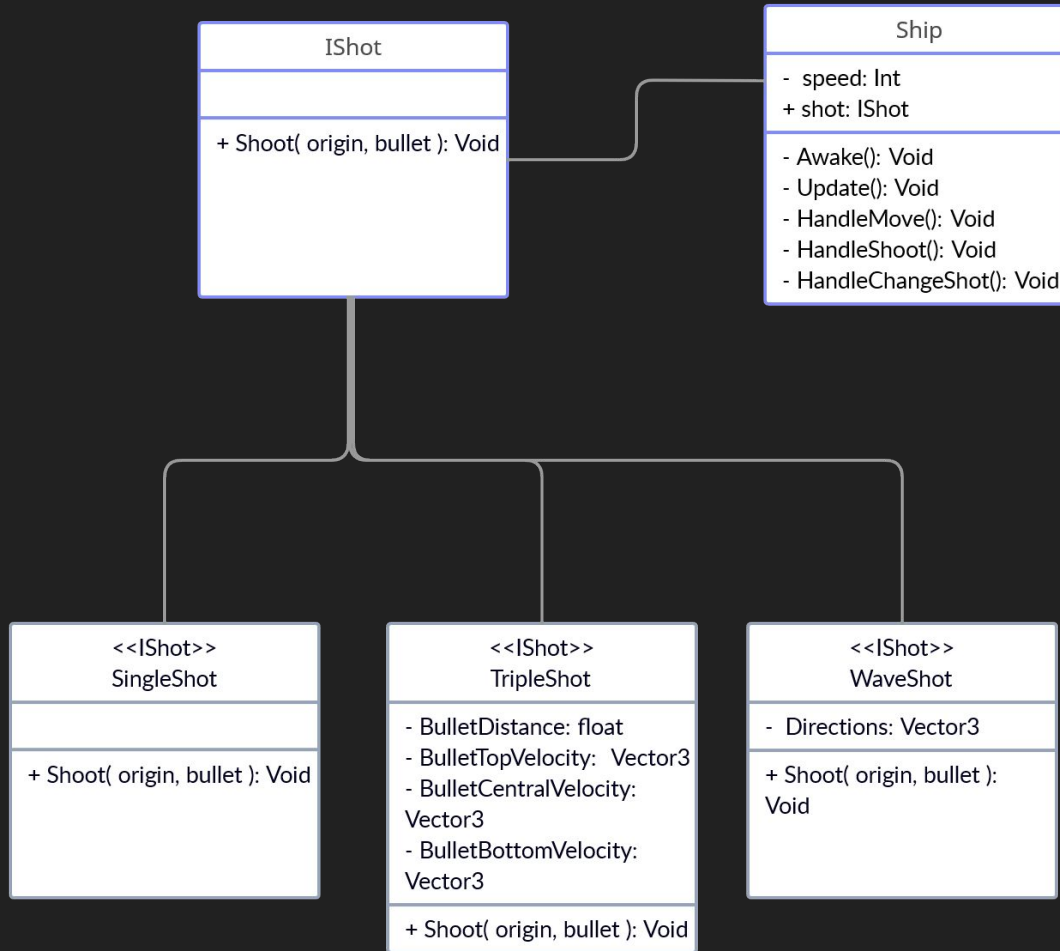 IShot
+ Shoot( origin, bullet ): Void
Ship
- speed: Int
+ shot: IShot
- Awake(): Void
- Update(): Void
- HandleMove(): Void
- HandleShoot(): Void
- HandleChangeShot(): Void
<<IShot>>
SingleShot
+ Shoot( origin, bullet ): Void
<<IShot>>
TripleShot
- BulletDistance: float
- BulletTopVelocity: Vector3
- BulletCentralVelocity:
Vector3
- BulletBottomVelocity:
Vector3
+ Shoot( origin, bullet ): Void
<<IShot>>
WaveShot
- Directions: Vector3
+ Shoot( origin, bullet ):
Void